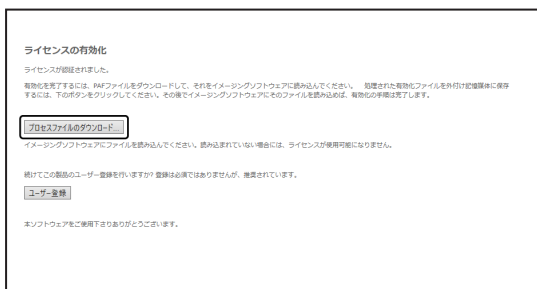 ライセンスの有効化
ライセンスが認証されました。
有効化を完了するには、PAFファイルをダウンロードして、それをイメージングソフトウェアに読み込んでください。　処理された有効化ファイルを外付け記憶媒体に保存
するには、下のボタンをクリックしてください。その後でイメージングソフトウェアにそのファイルを読み込めば、有効化の手順は完了します。
プロセスファイルのダウンロード...
イメージングソフトウェアにファイルを読み込んでください。読み込まれていない場合には、ライセンスが使用可能になりません。
続けてこの製品のユーザー登録を行いますか? 登録は必須ではありませんが、推奨されています。
ユーザー登録
本ソフトウェアをご使用下さりありがとうございます。